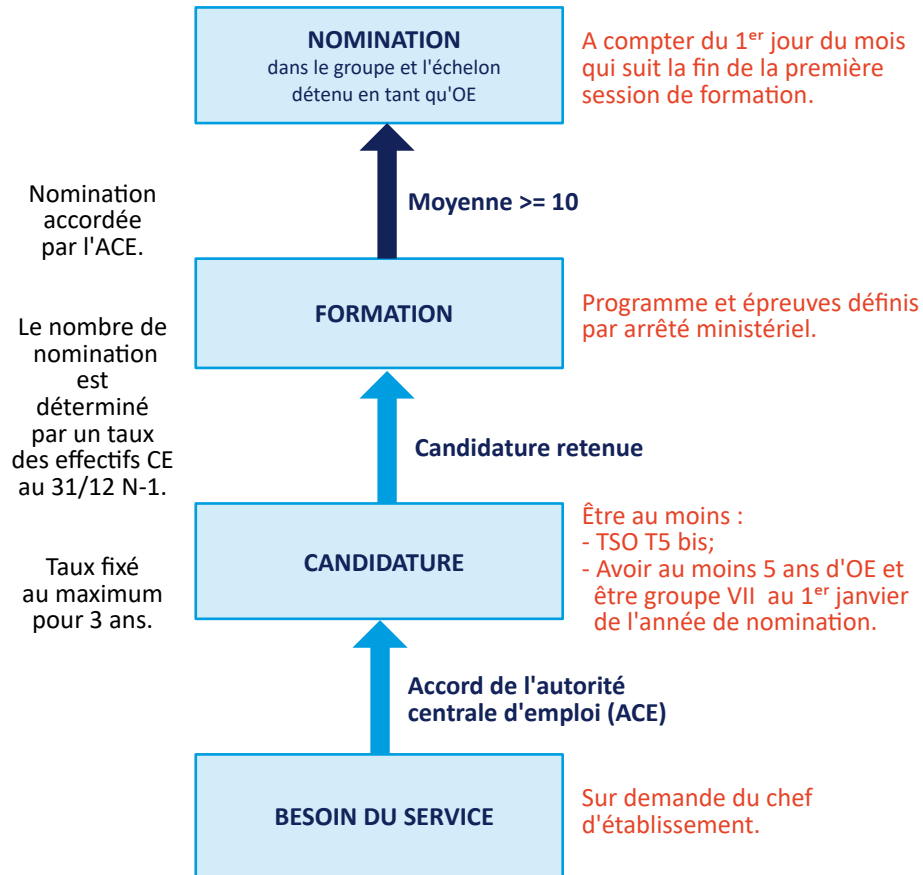 NOMINATION
dans le groupe et l'échelon
détenu en tant qu'OE
A compter du 1er jour du mois
qui suit la fin de la première
session de formation.
Nomination
accordée
par l'ACE.
Moyenne >= 10
FORMATION
Programme et épreuves définis
par arrêté ministériel.
Le nombre de
nomination
est
déterminé
par un taux
des effectifs CE
au 31/12 N-1.
Candidature retenue
CANDIDATURE
Être au moins :
- TSO T5 bis;
- Avoir au moins 5 ans d'OE et
être groupe VII au 1er janvier
de l'année de nomination.
Taux fixé
au maximum
pour 3 ans.
Accord de l'autorité
centrale d'emploi (ACE)
BESOIN DU SERVICE
Sur demande du chef
d'établissement.